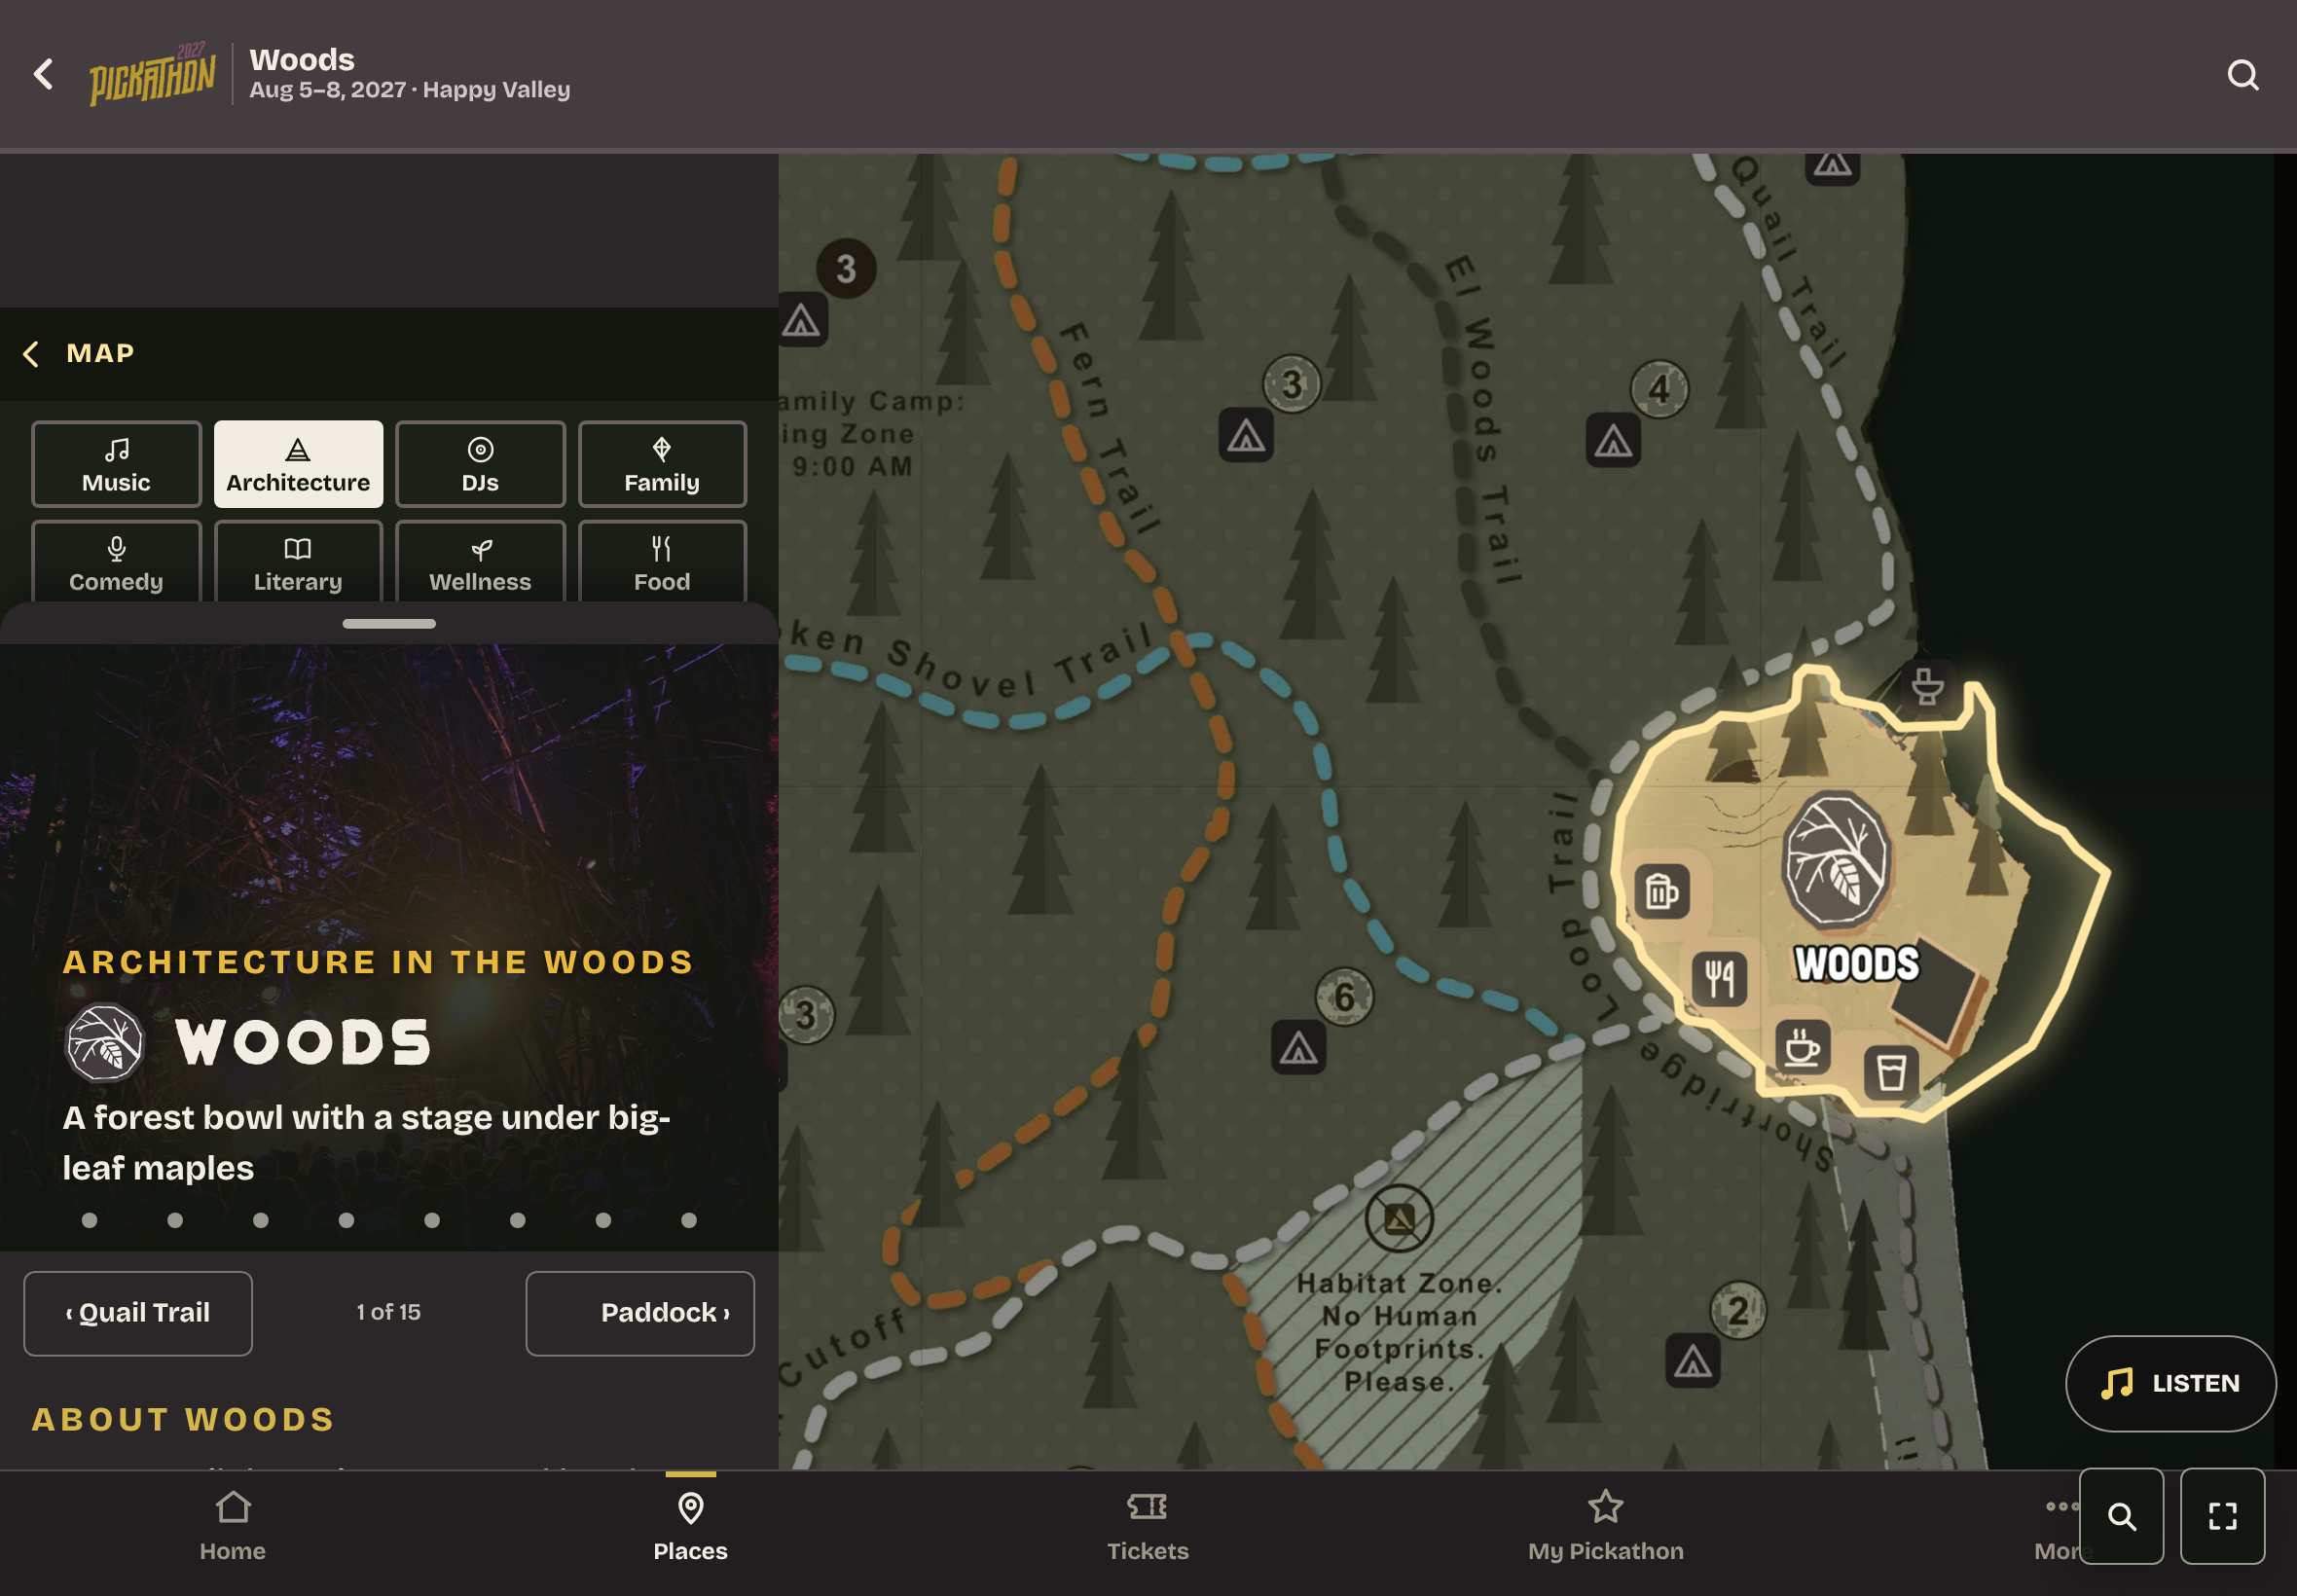 2027
PICKATHON
Woods
Aug 5–8, 2027 · Happy Valley
MAP
Music
Architecture
DJs
Family
Comedy
Literary
Wellness
Food
ARCHITECTURE IN THE WOODS
WOODS
A forest bowl with a stage under big-
leaf maples
‹ Quail Trail
1 of 15
Paddock ›
ABOUT WOODS
3
amily Camp:
ing Zone
9:00 AM
Fern Trail
3
El Woods Trail
4
Quail Trail
ken Shovel Trail
Loop Trail
WOODS
3
6
Shortridge
Habitat Zone.
No Human
Footprints.
Please.
Cutoff
2
LISTEN
Home
Places
Tickets
My Pickathon
More